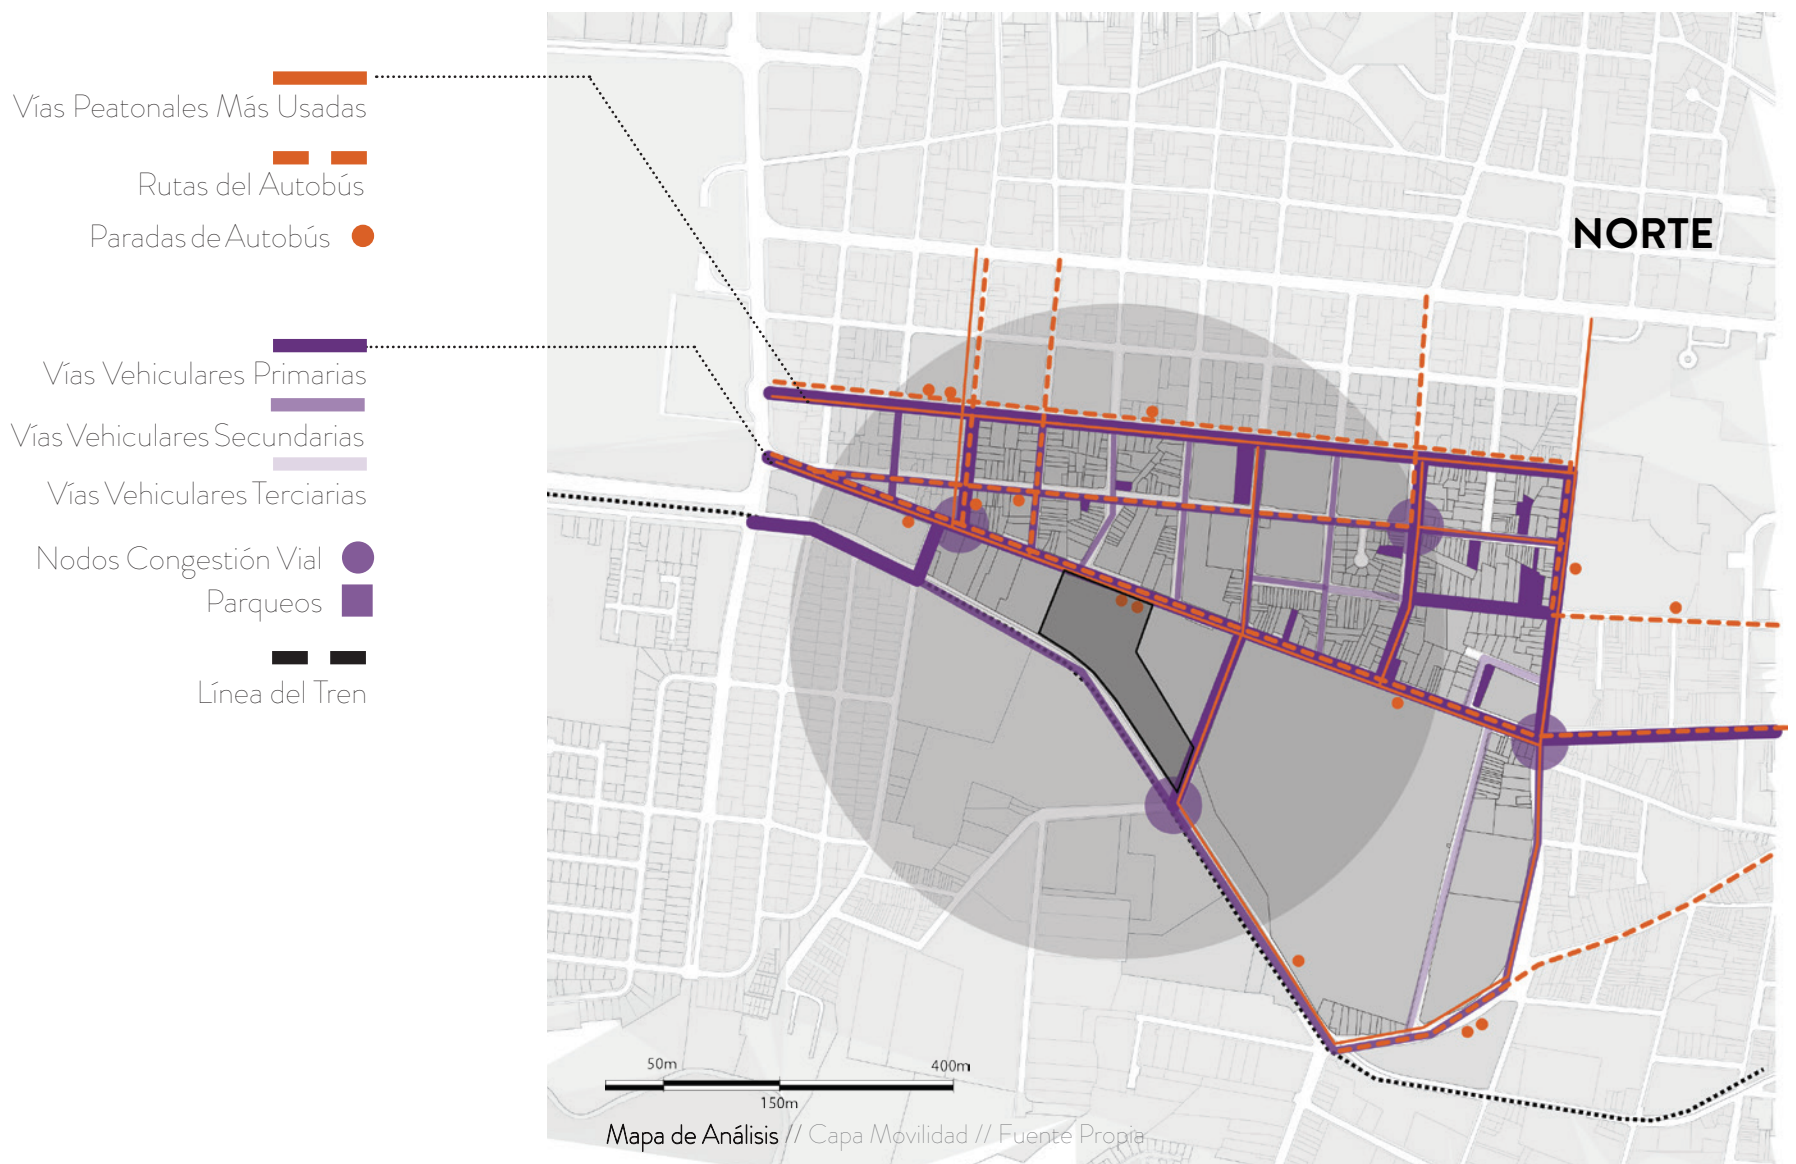 Vías Peatonales Más Usadas
Rutas del Autobús
Paradas de Autobús
Vías Vehiculares Primarias
Vías Vehiculares Secundarias
Vías Vehiculares Terciarias
Nodos Congestión Vial
Parqueos
Línea del Tren
NORTE
50m
400m
150m
Mapa de Análisis // Capa Movilidad // Fuente Propia